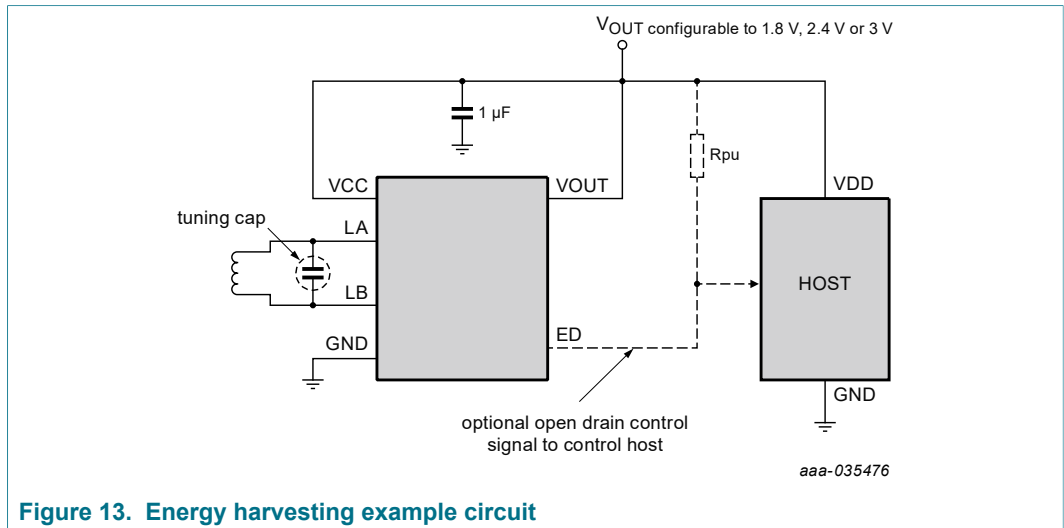 VOUT configurable to 1.8 V, 2.4 V or 3 V
1 µF
Rpu
VCC
VOUT
VDD
tuning cap
LA
LB
HOST
GND
ED
GND
optional open drain control
signal to control host
aaa-035476
Figure 13. Energy harvesting example circuit